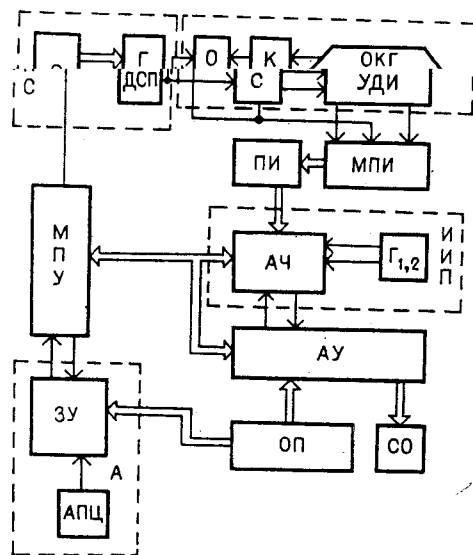 Г
ДСП
О
К
С
ОКГ
УДИ
С
ПИ
МПИ
М
П
У
АЧ
Г1,2
И
И
П
АУ
ЗУ
А
ОП
СО
АПЦ